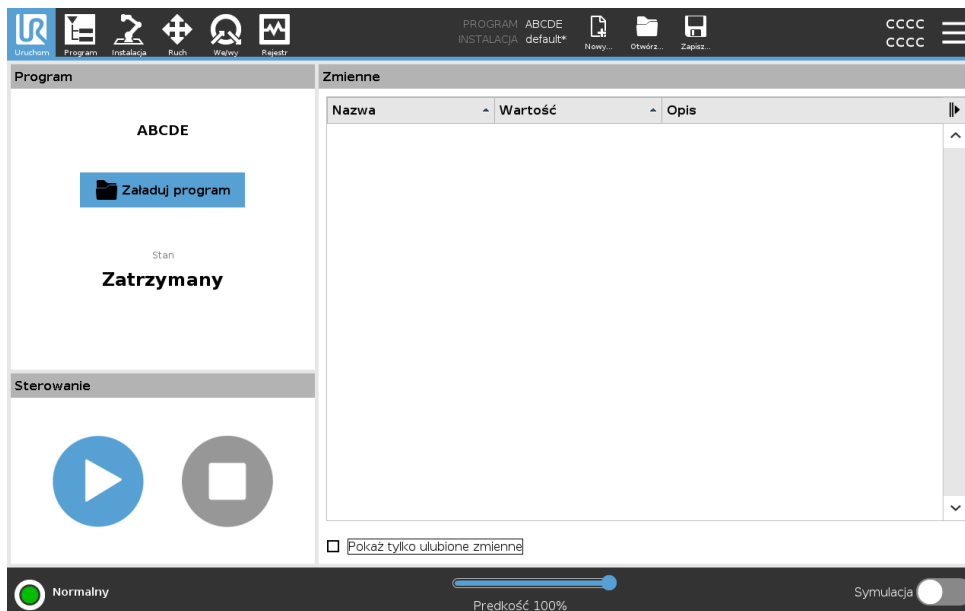 Uruchom
Program
Instalacja
Ruch
We/wy
Rejestr
PROGRAM ABCDE
INSTALACJA default*
Nowy...
Otwórz...
Zapisz...
CCCC
CCCC
Program
ABCDE
Załaduj program
Stan
Zatrzymany
Sterowanie
Zmienne
Nazwa Wartość Opis
Pokaż tylko ulubione zmienne
Normalny
Prędkość 100%
Symulacja